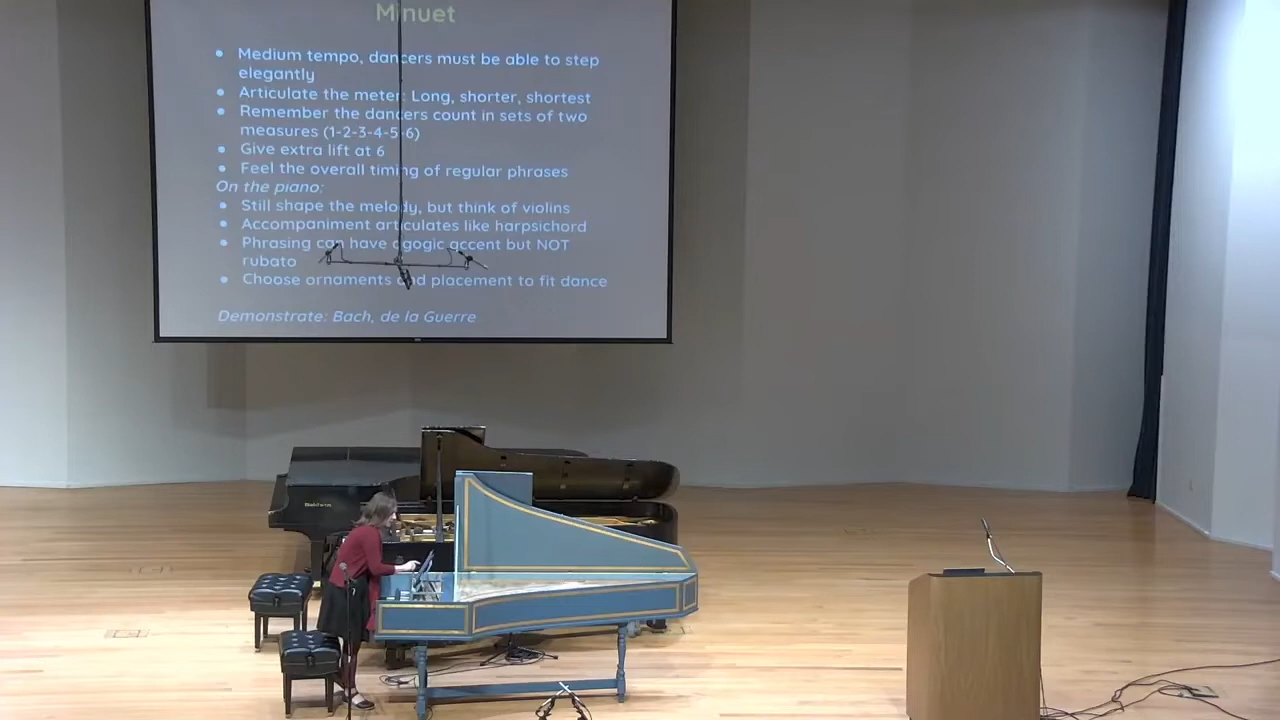 Minuet
• Medium tempo, dancers must be able to step
elegantly
• Articulate the meter: Long, shorter, shortest
• Remember the dancers count in sets of two
measures (1-2-3-4-5-6)
• Give extra lift at 6
• Feel the overall timing of regular phrases
On the piano:
• Still shape the melody, but think of violins
• Accompaniment articulates like harpsichord
• Phrasing can have agogic accent but NOT
rubato
• Choose ornaments and placement to fit dance
Demonstrate: Bach, de la Guerre
Baldwin